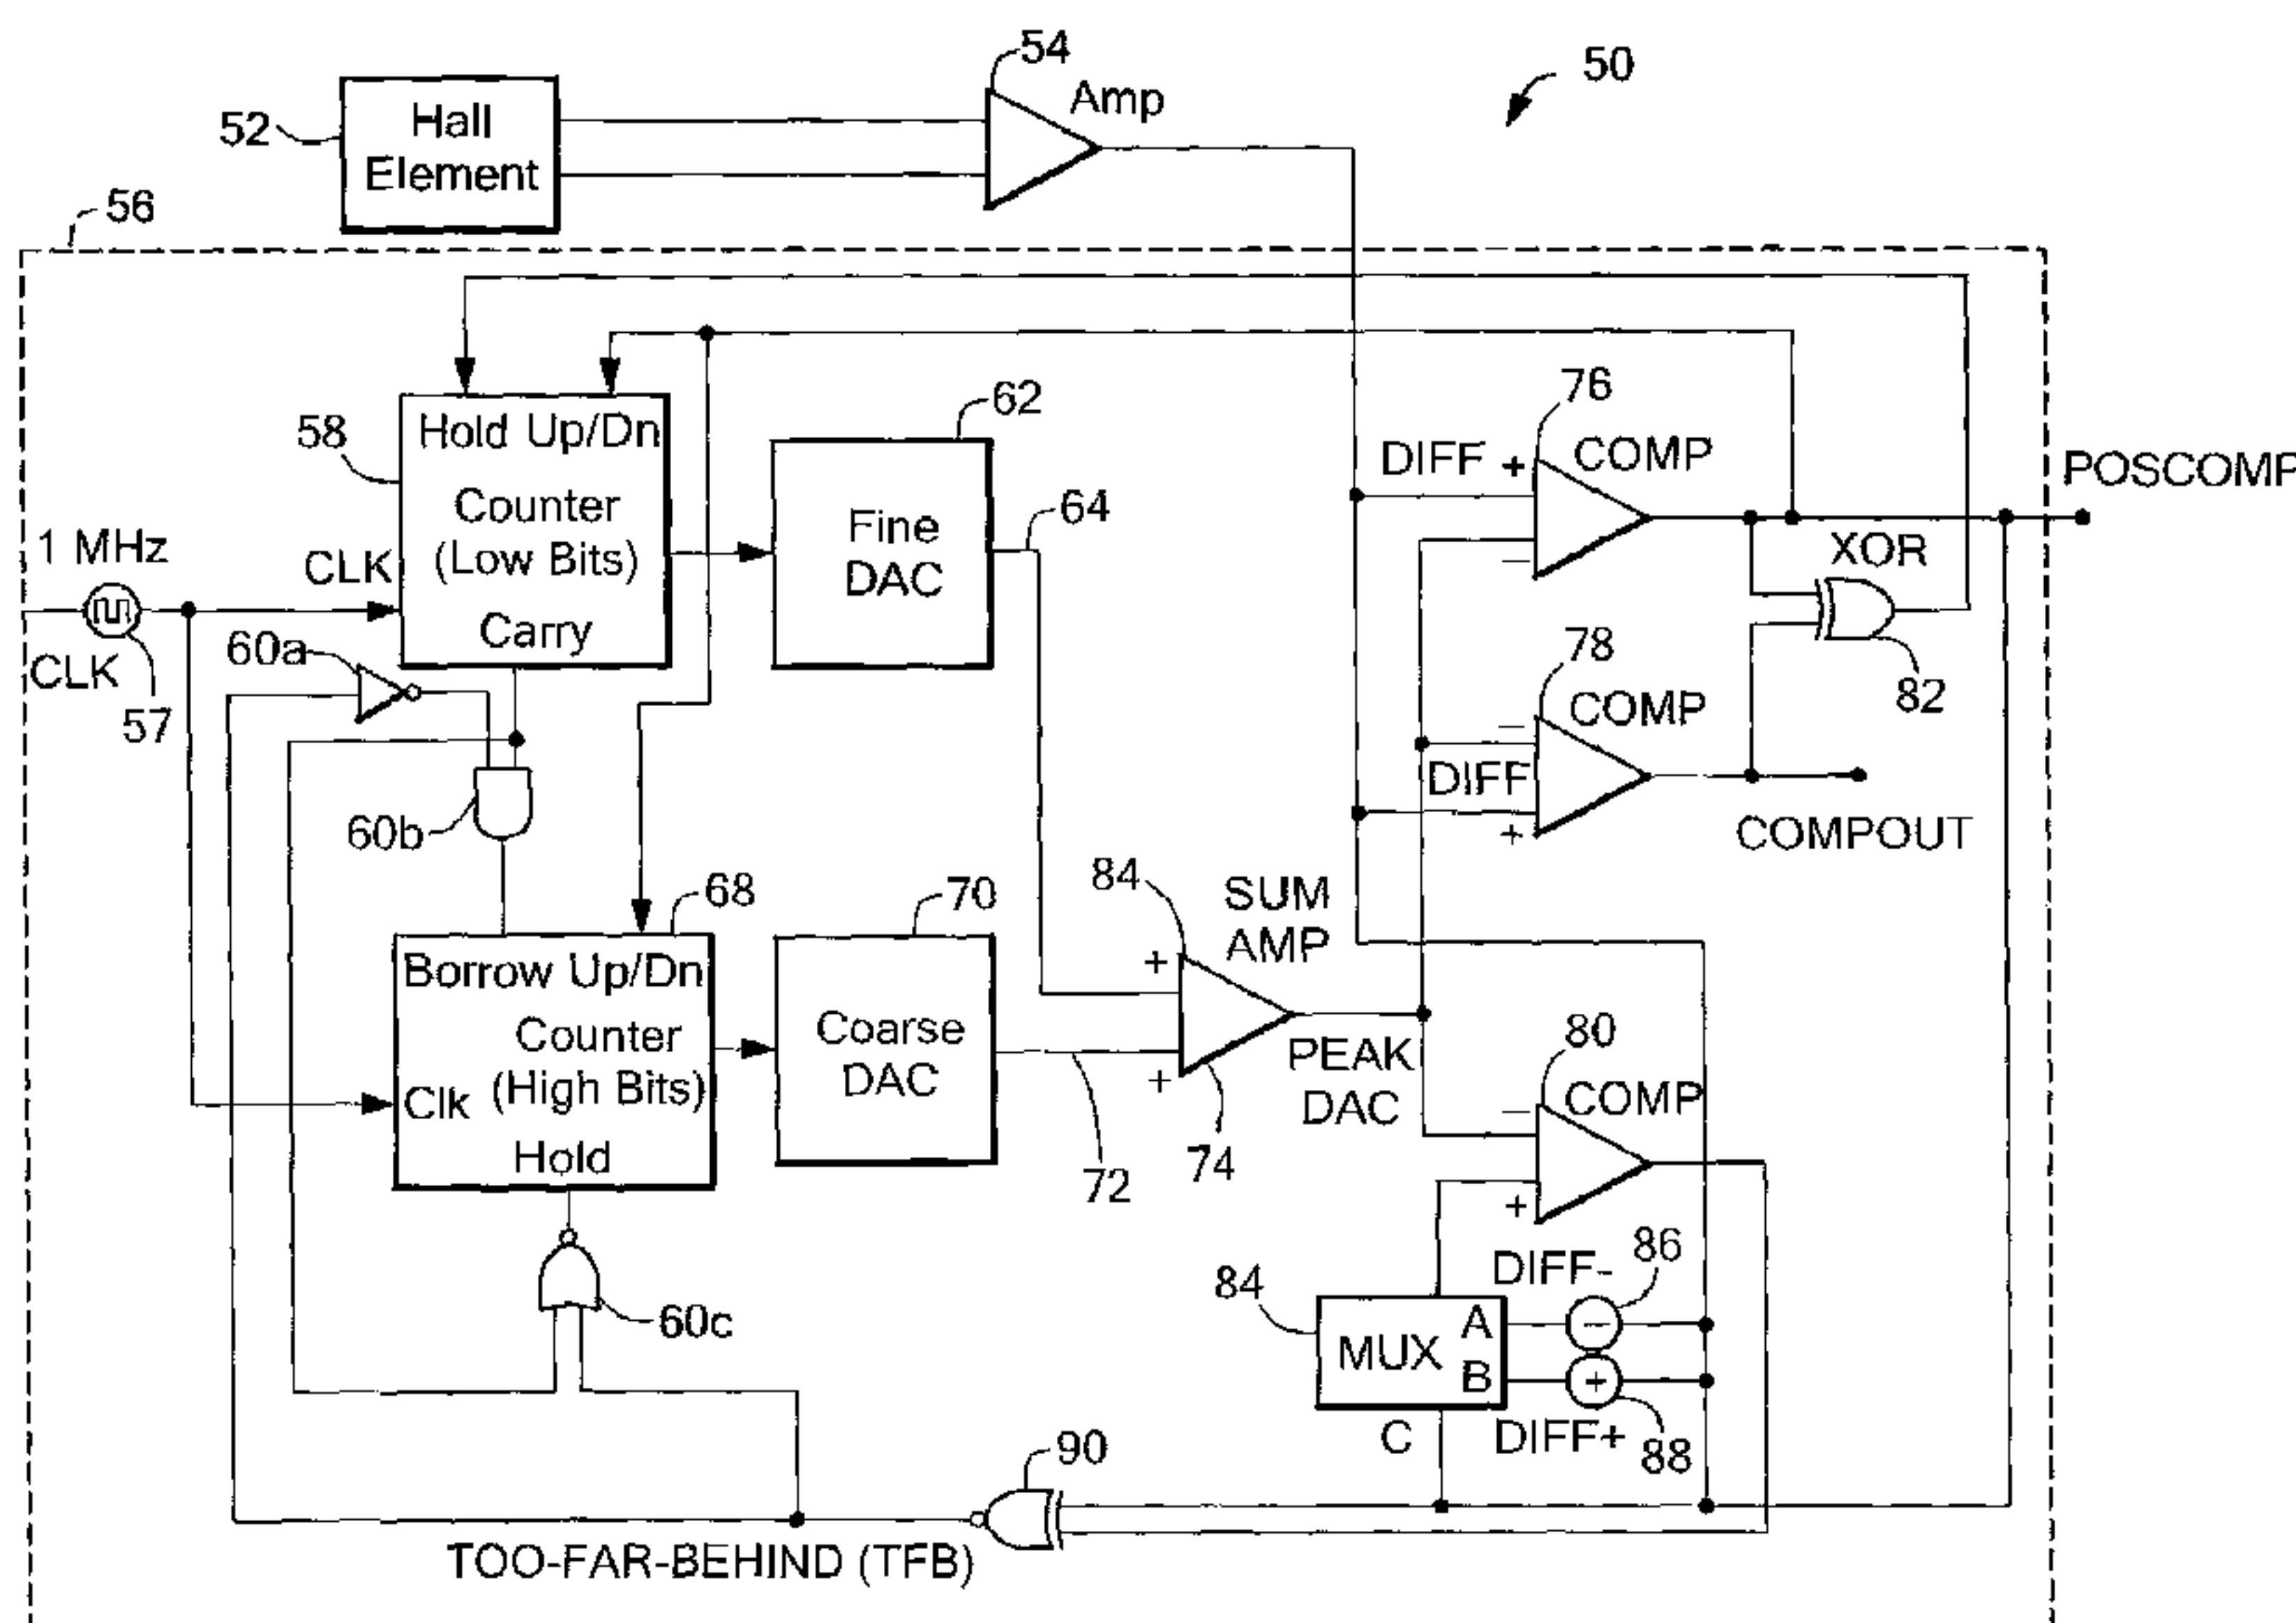 54
Amp
50
52
Hall
Element
56
76
62
58
Hold Up/Dn
DIFF +
COMP
POSCOMP
Counter
(Low Bits)
64
1 MHz
Fine
DAC
CLK
−
XOR
Carry
60a
78
82
CLK
57
−
COMP
DIFF
60b
+
COMPOUT
84
68
70
SUM
AMP
+
Borrow Up/Dn
Counter
(High Bits)
Clk
Coarse
DAC
80
PEAK
DAC
−
COMP
+
Hold
72
74
+
86
DIFF-
84
60c
MUX
A
−
B
+
C
DIFF+
88
90
TOO-FAR-BEHIND (TFB)